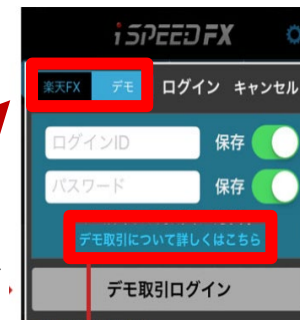 iSPEED FX
楽天FX デモ ログイン キャンセル
ログインID 保存
パスワード 保存
デモ取引について詳しくはこちら
デモ取引ログイン